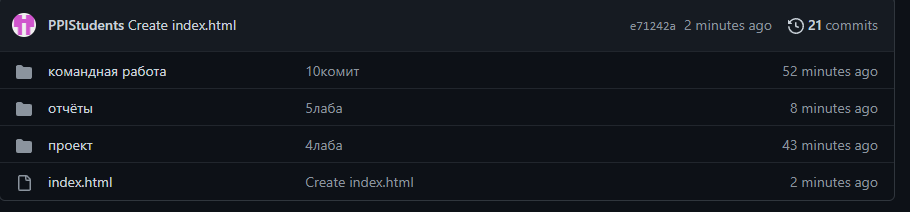 PPIStudents Create index.html e71242a 2 minutes ago 21 commits
командная работа 10комит 52 minutes ago
отчёты 5лаба 8 minutes ago
проект 4лаба 43 minutes ago
index.html Create index.html 2 minutes ago